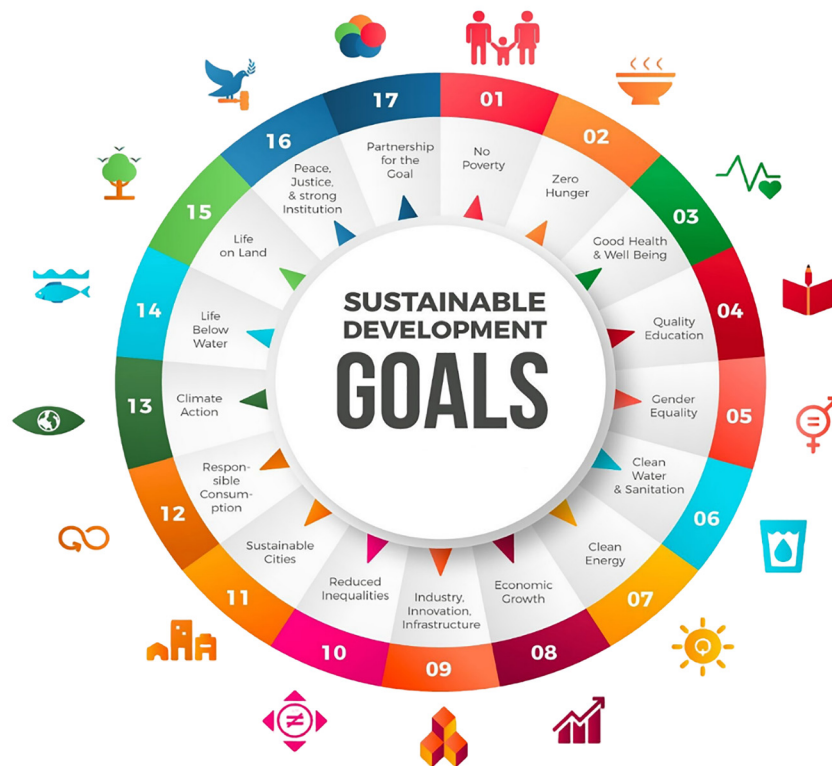 SUSTAINABLE
DEVELOPMENT
GOALS
01
No
Poverty
02
Zero
Hunger
03
Good Health
& Well Being
04
Quality
Education
05
Gender
Equality
06
Clean
Water
& Sanitation
07
Clean
Energy
08
Economic
Growth
09
Industry,
Innovation,
Infrastructure
10
Reduced
Inequalities
11
Sustainable
Cities
12
Respon-
sible
Consum-
ption
13
Climate
Action
14
Life
Below
Water
15
Life
on Land
16
Peace,
Justice,
& strong
Institution
17
Partnership
for the
Goal